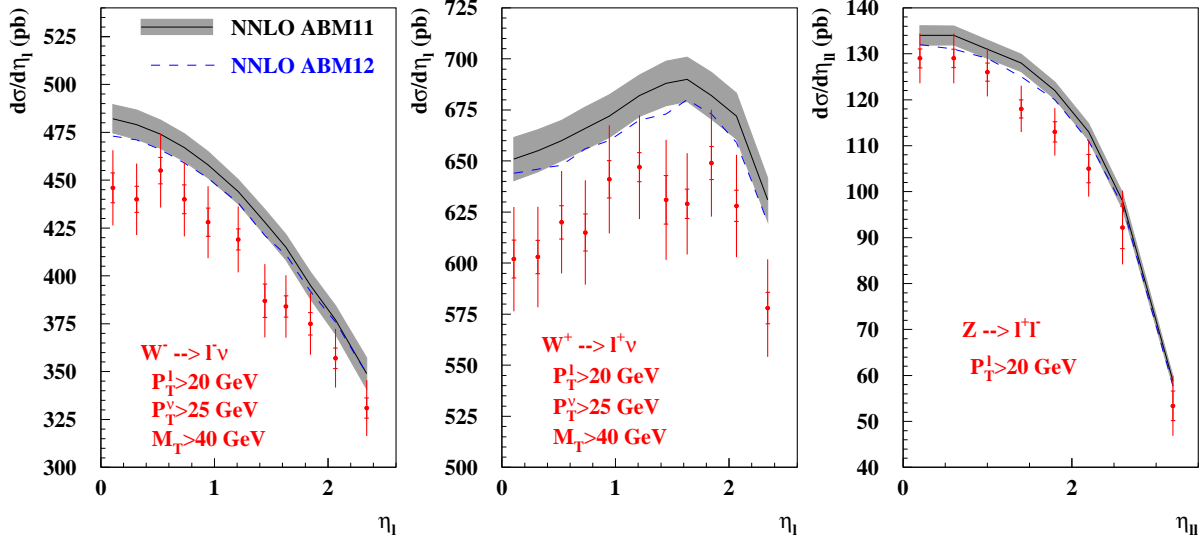 dσ/dη_l (pb)
525
500
475
450
425
400
375
350
325
300
0
1
2
η_l
NNLO ABM11
NNLO ABM12
W⁻ --> l⁻ν
P_T^l>20 GeV
P_T^ν>25 GeV
M_T>40 GeV
dσ/dη_l (pb)
725
700
675
650
625
600
575
550
525
500
0
1
2
η_l
W⁺ --> l⁺ν
P_T^l>20 GeV
P_T^ν>25 GeV
M_T>40 GeV
dσ/dη_ll (pb)
140
130
120
110
100
90
80
70
60
50
40
0
2
η_ll
Z --> l⁺l⁻
P_T^l>20 GeV